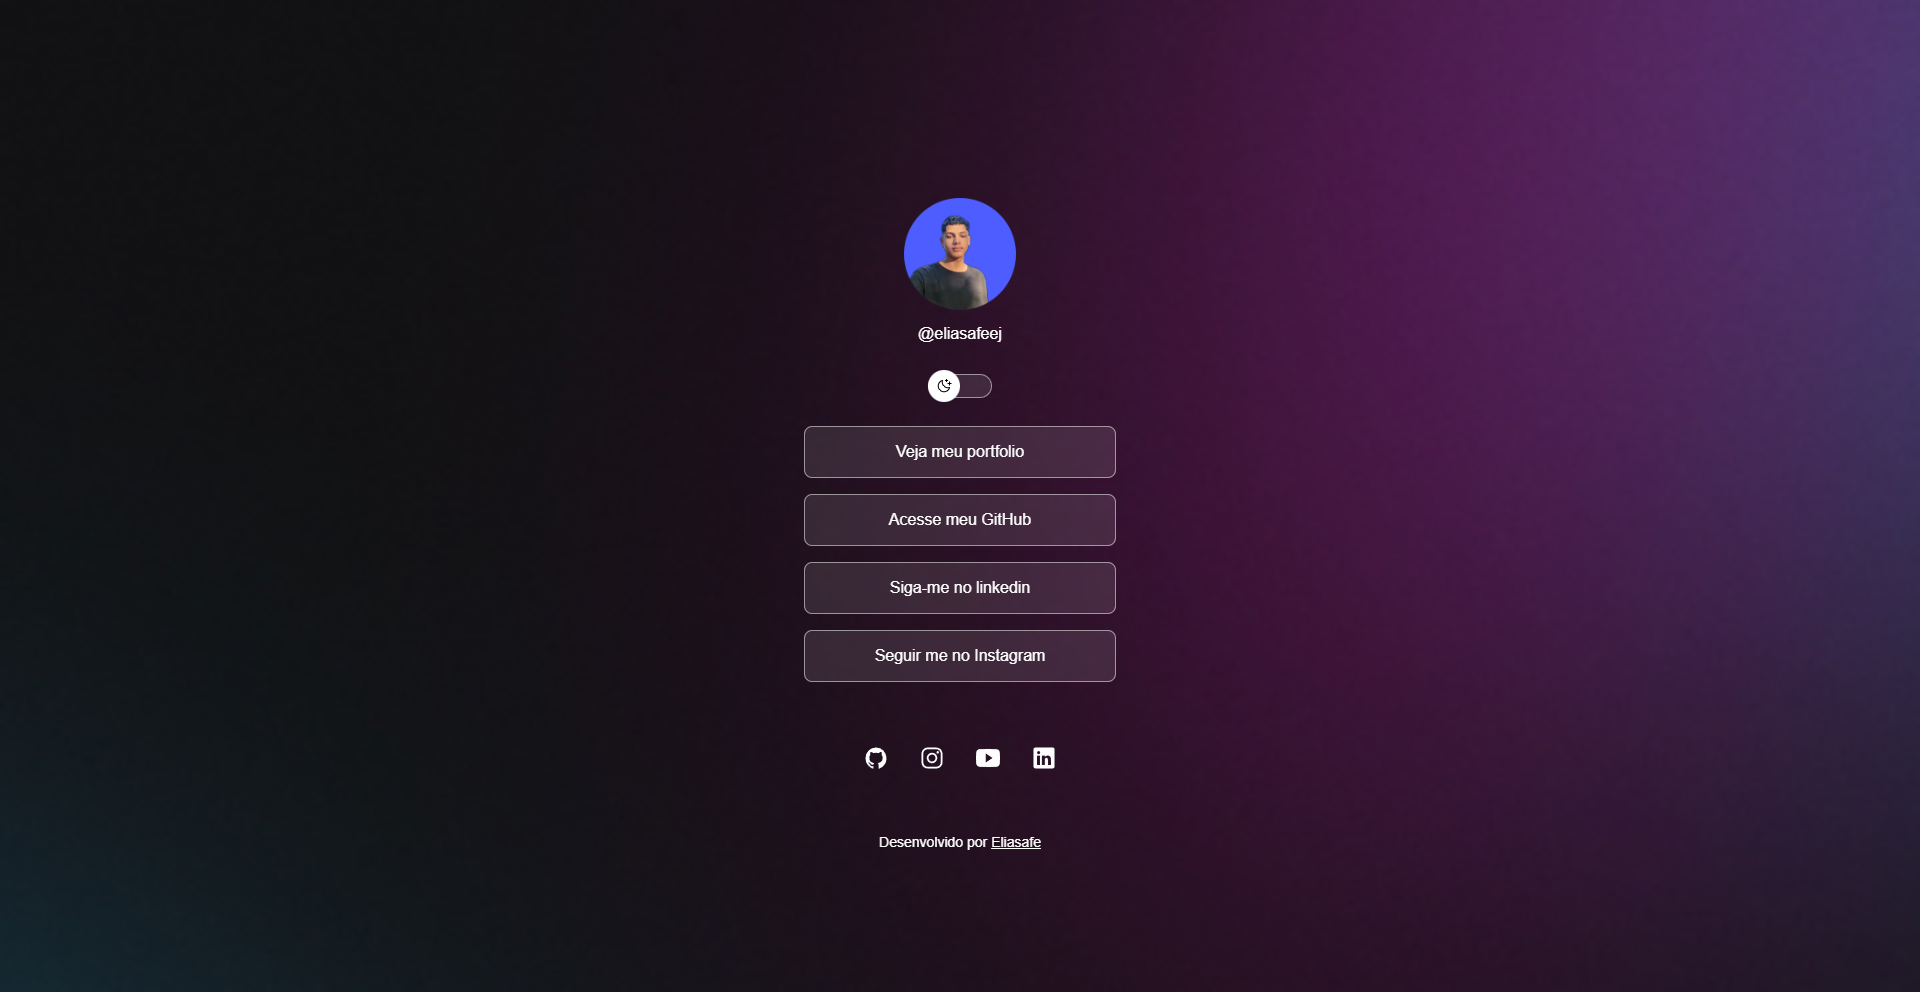 @eliasafeej
Veja meu portfolio
Acesse meu GitHub
Siga-me no linkedin
Seguir me no Instagram
Desenvolvido por Eliasafe